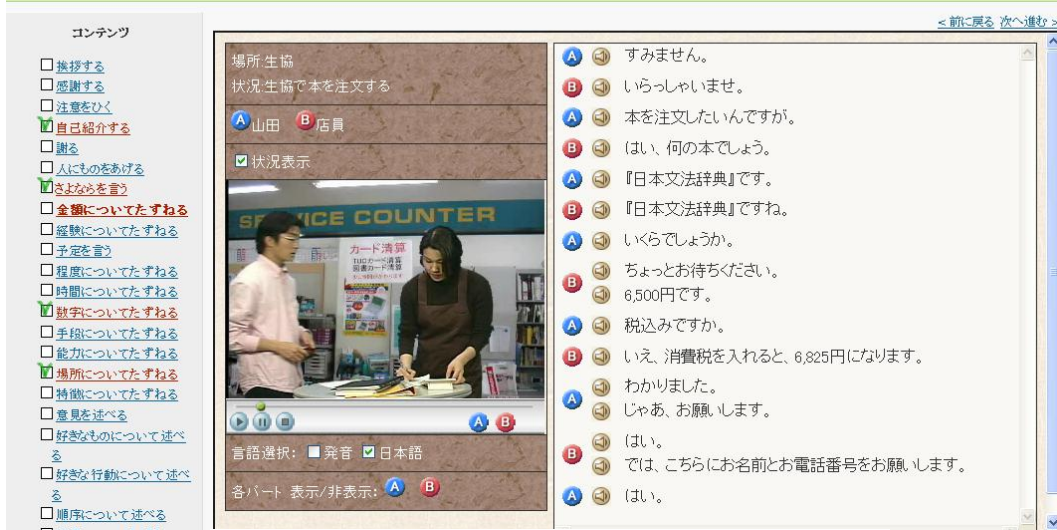 <前に戻る 次へ進む>
コンテンツ
挨拶する
感謝する
注意をひく
自己紹介する
謝る
人にものをあげる
さよならを言う
金額についてたずねる
経験についてたずねる
予定を言う
程度についてたずねる
時間についてたずねる
数字についてたずねる
手段についてたずねる
能力についてたずねる
場所についてたずねる
特徴についてたずねる
意見を述べる
好きなものについて述べ
る
好きな行動について述べ
る
順序について述べる
場所:生協
状況:生協で本を注文する
A山田 B店員
状況表示
SERVICE COUNTER
カード清算
A B
言語選択: 発音 日本語
各パート 表示/非表示: A B
A すみません。
B いらっしゃいませ。
A 本を注文したいんですが。
B はい、何の本でしょう。
A 『日本文法辞典』です。
B 『日本文法辞典』ですね。
A いくらでしょうか。
B ちょっとお待ちください。
6,500円です。
A 税込みですか。
B いえ、消費税を入れると、6,825円になります。
A わかりました。
じゃあ、お願いします。
B はい。
では、こちらにお名前とお電話番号をお願いします。
A はい。